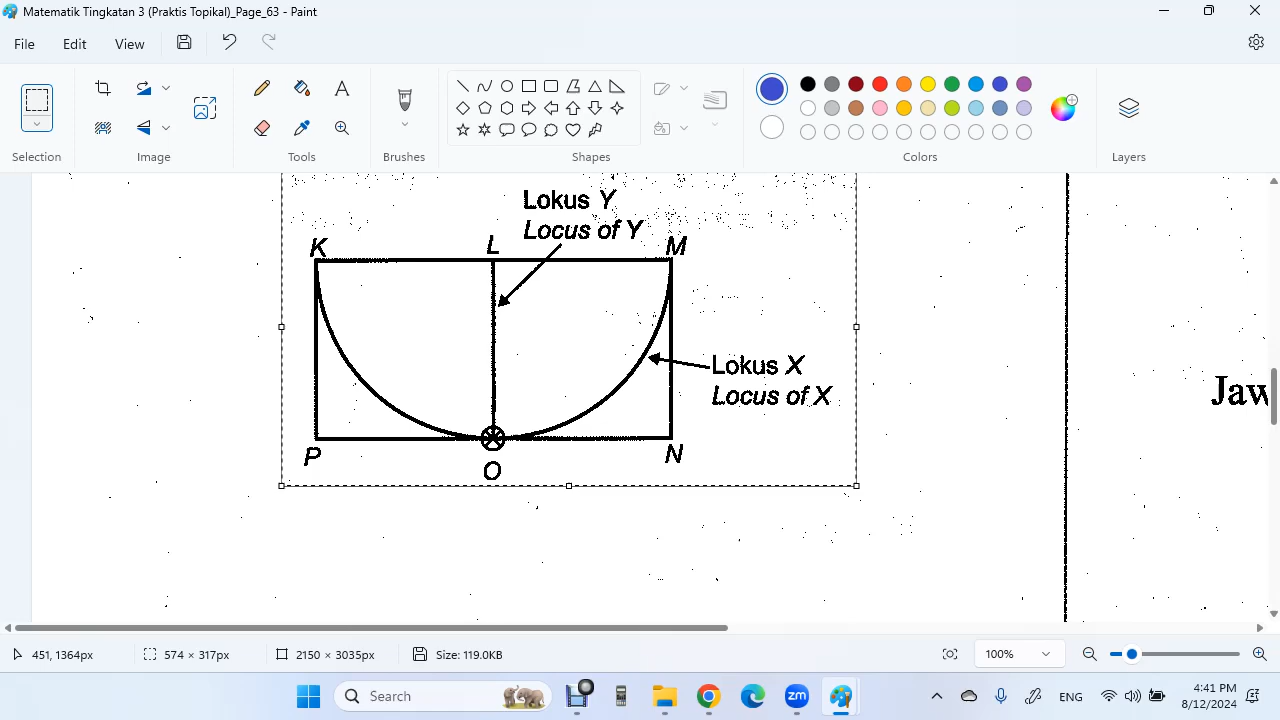 Matematik Tingkatan 3 (Praktis Topikal)_Page_63 - Paint
File Edit View
Selection Image Tools Brushes Shapes Colors Layers
Lokus Y
Locus of Y
K L M
Lokus X
Locus of X
P O N
Jaw
451, 1364px 574 × 317px 2150 × 3035px Size: 119.0KB 100%
Search zm ENG 4:41 PM
8/12/2024